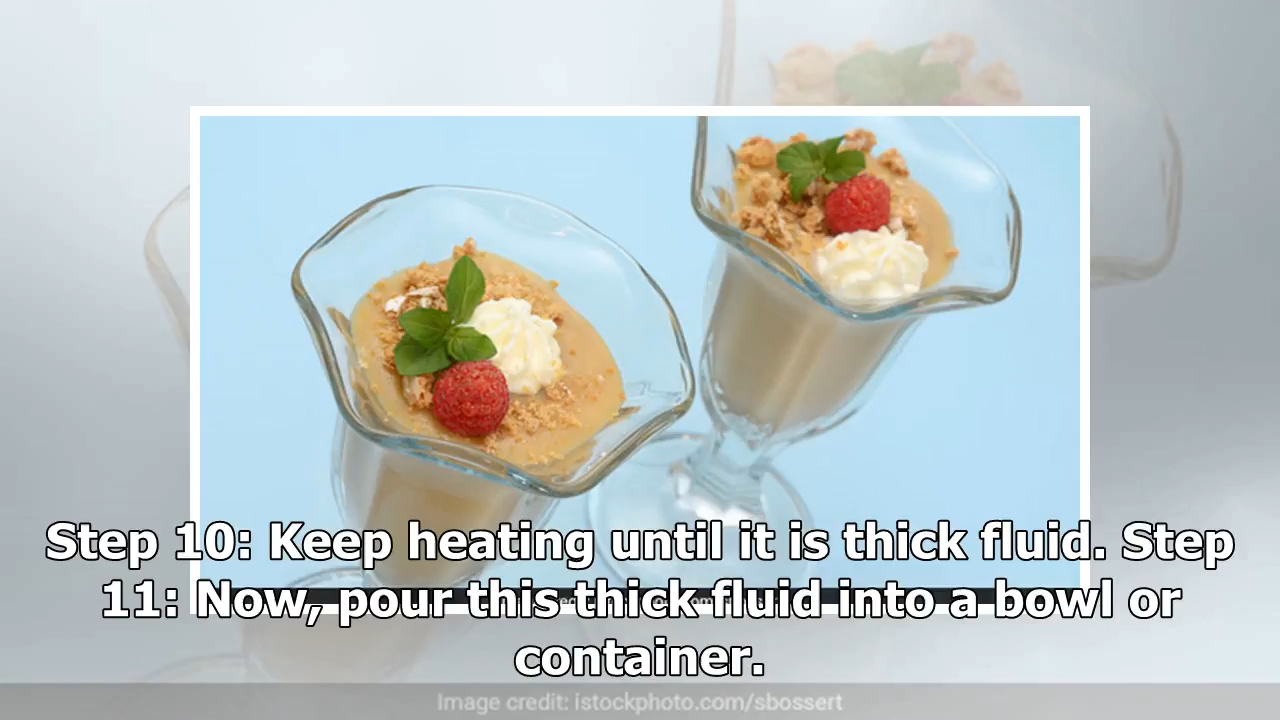 Step 10: Keep heating until it is thick fluid. Step
11: Now, pour this thick fluid into a bowl or
container.
Image credit: istockphoto.com/sbossert